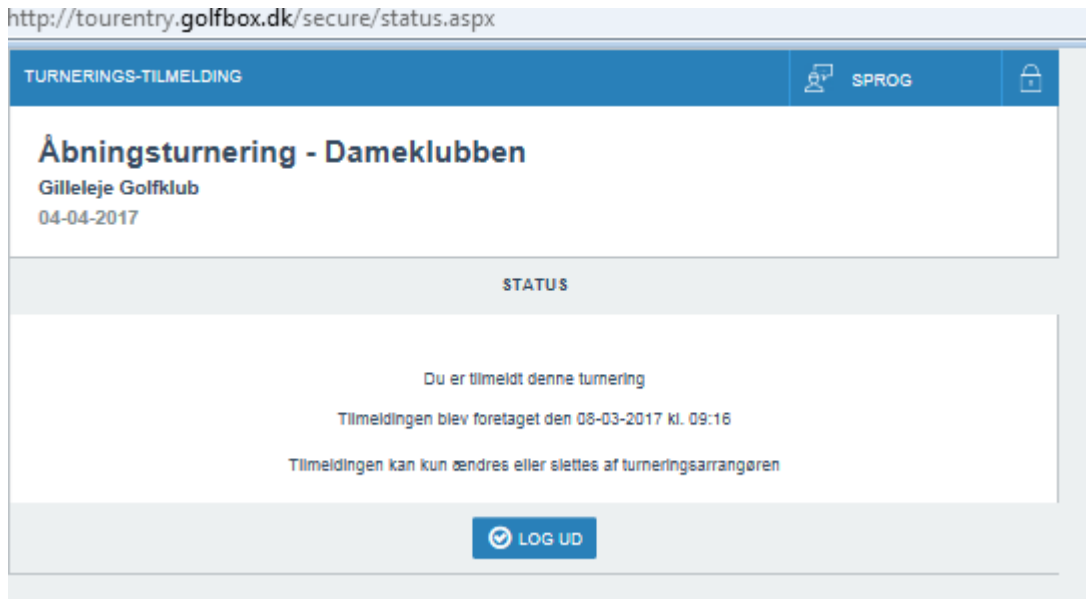 http://tourentry.golfbox.dk/secure/status.aspx
TURNERINGS-TILMELDING
SPROG
Åbningsturnering - Dameklubben
Gilleleje Golfklub
04-04-2017
STATUS
Du er tilmeldt denne turnering
Tilmeldingen blev foretaget den 08-03-2017 kl. 09:16
Tilmeldingen kan kun ændres eller slettes af turneringsarrangøren
LOG UD